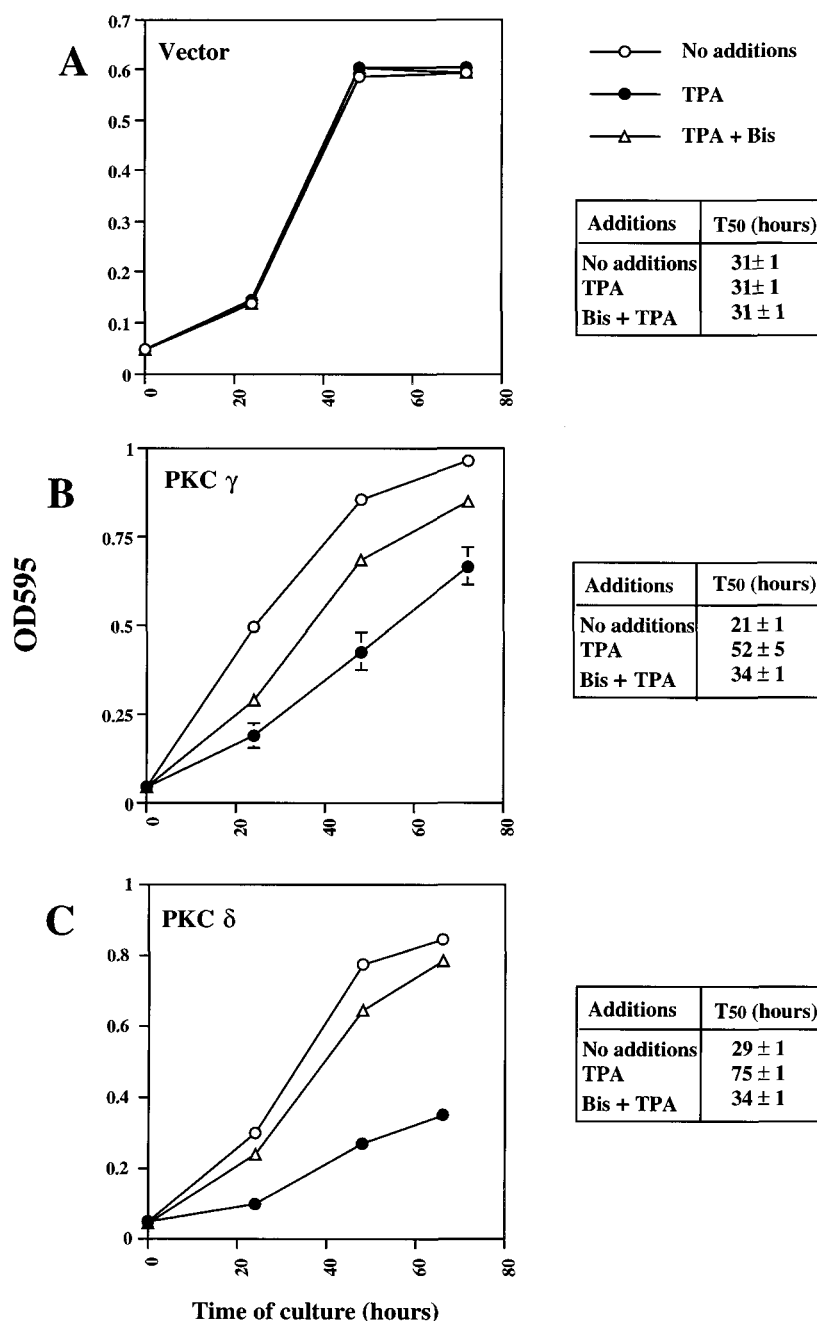 A
Vector
0.7
0.6
0.5
0.4
0.3
0.2
0.1
0
0
20
40
60
80
No additions
TPA
TPA + Bis
Additions T50 (hours)
No additions 31± 1
TPA 31± 1
Bis + TPA 31 ± 1
B
PKC γ
1
0.75
0.5
0.25
0
0
20
40
60
80
OD595
Additions T50 (hours)
No additions 21 ± 1
TPA 52 ± 5
Bis + TPA 34 ± 1
C
PKC δ
1
0.8
0.6
0.4
0.2
0
0
20
40
60
80
Additions T50 (hours)
No additions 29 ± 1
TPA 75 ± 1
Bis + TPA 34 ± 1
Time of culture (hours)